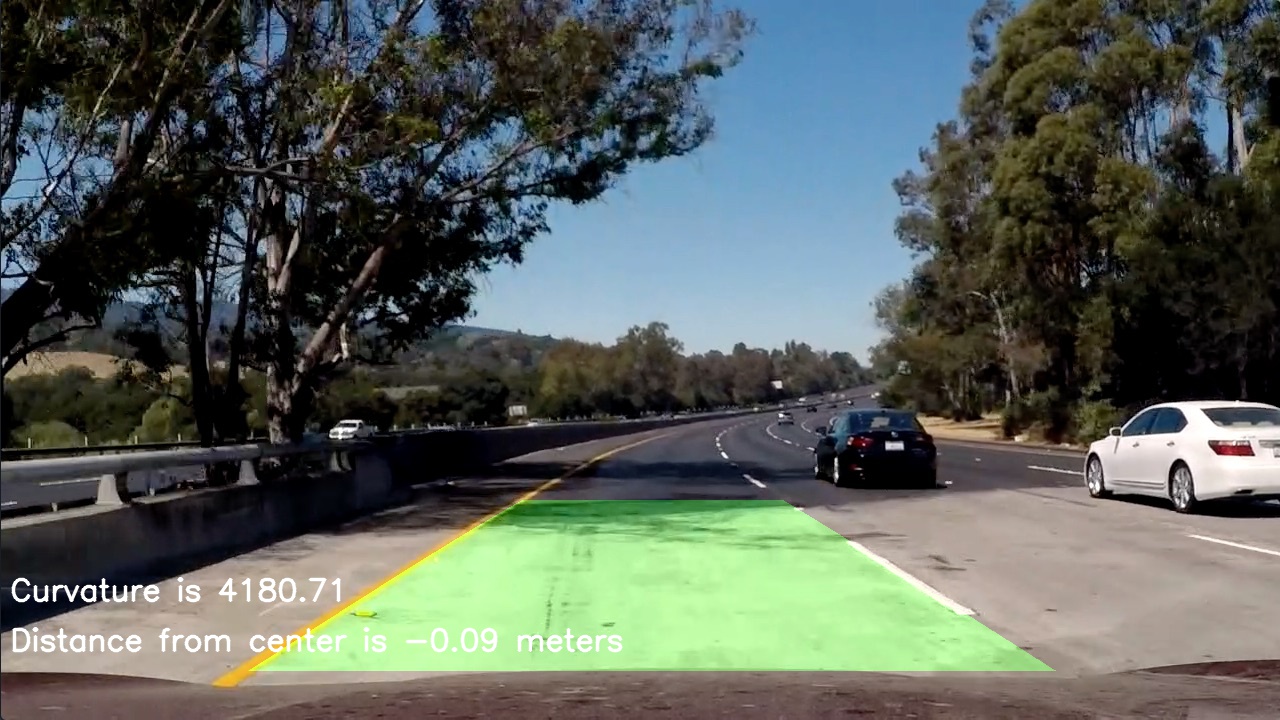 Curvature is 4180.71
Distance from center is -0.09 meters